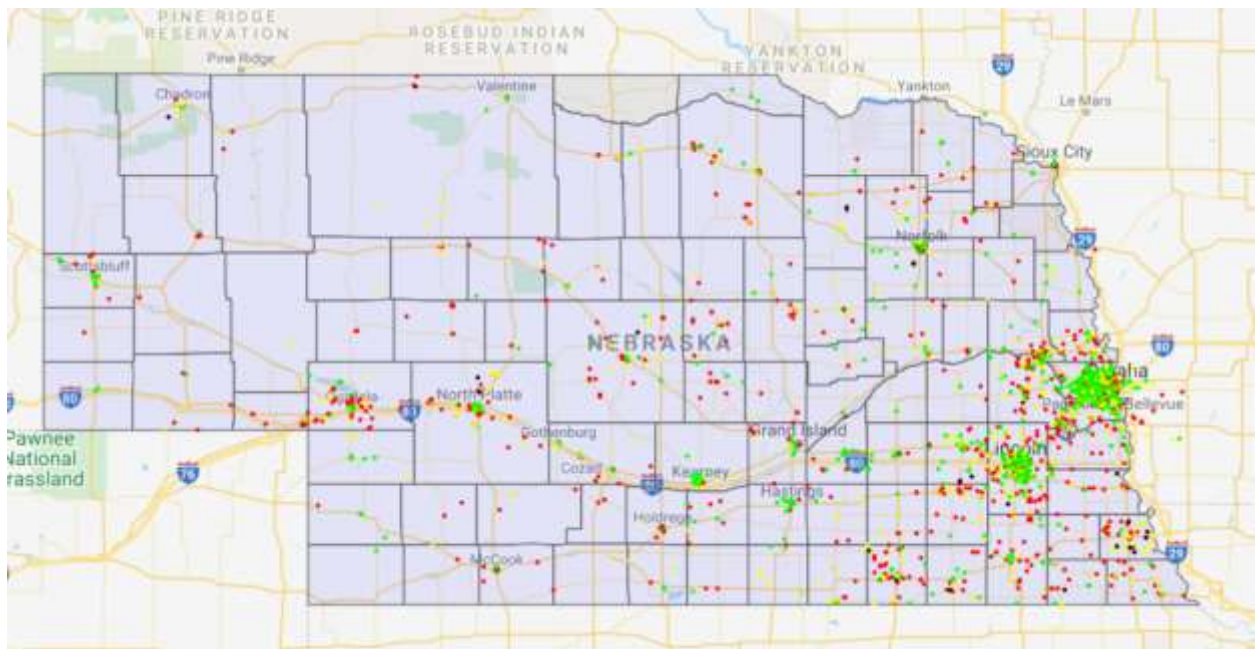 PINE RIDGE
RESERVATION
Pine Ridge
ROSEBUD INDIAN
RESERVATION
YANKTON
RESERVATION
Yankton
29
Le Mars
Chadron
Valentine
Sioux City
Norfolk
29
Scottsbluff
NEBRASKA
80
80
North Platte
80
Omaha
Bellevue
Gothenburg
Grand Island
Pawnee
National
rassland
76
Cozad
Kearney
80
Lincoln
80
Hastings
Holdrege
McCook
29